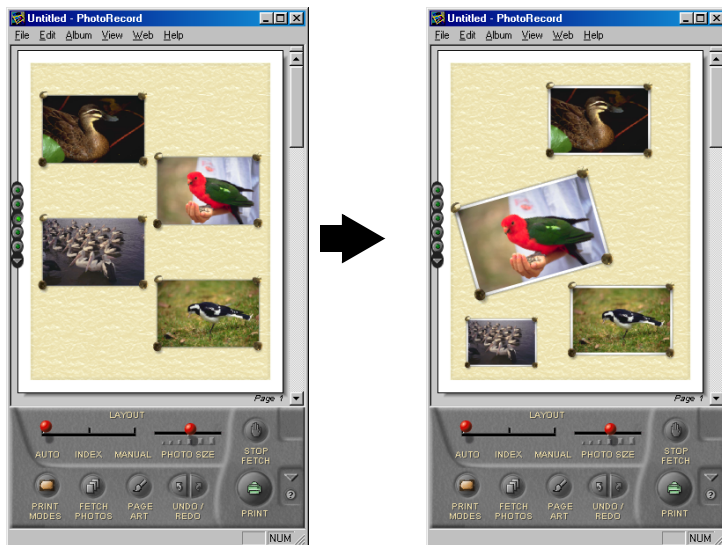 Untitled - PhotoRecord
File Edit Album View Web Help
Page 1
LAYOUT
AUTO INDEX MANUAL PHOTO SIZE STOP FETCH
PRINT MODES FETCH PHOTOS PAGE ART UNDO / REDO PRINT
NUM
Untitled - PhotoRecord
File Edit Album View Web Help
Page 1
LAYOUT
AUTO INDEX MANUAL PHOTO SIZE STOP FETCH
PRINT MODES FETCH PHOTOS PAGE ART UNDO / REDO PRINT
NUM